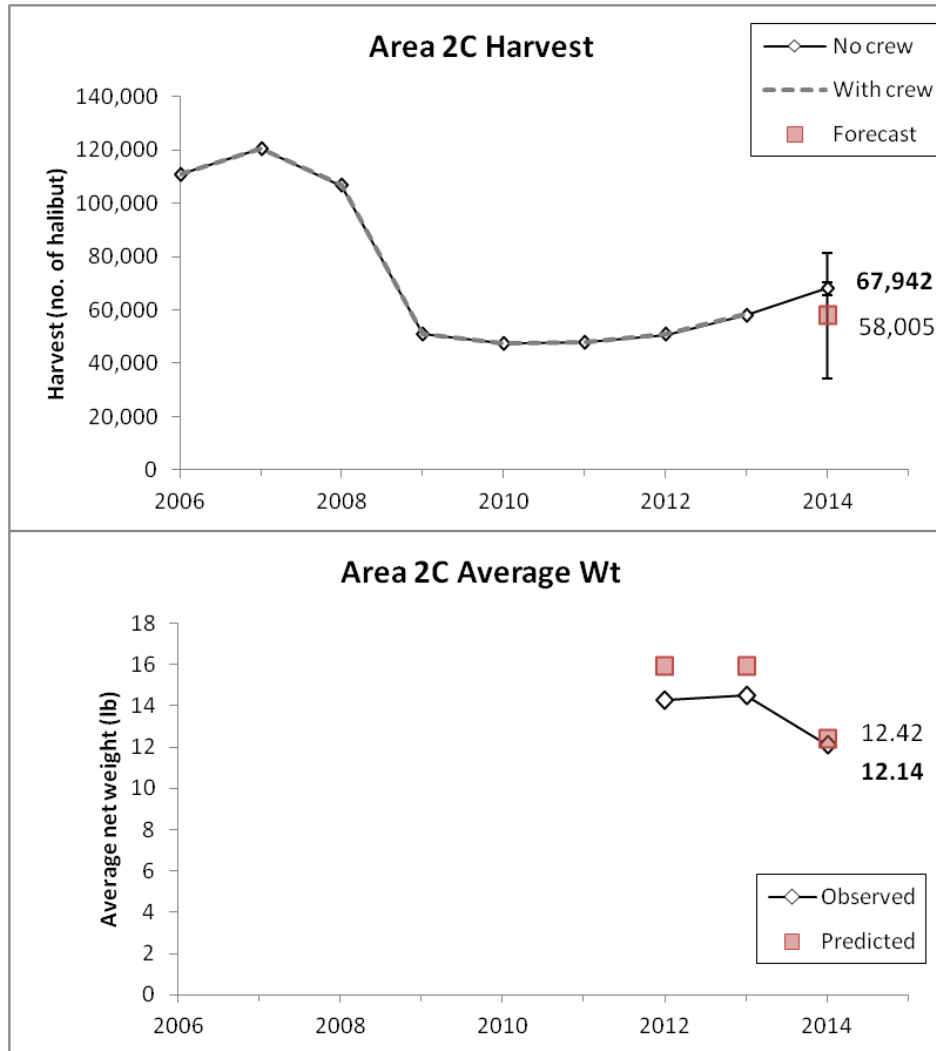 Area 2C Harvest
No crew
With crew
Forecast
Harvest (no. of halibut)
140,000
120,000
100,000
80,000
60,000
40,000
20,000
0
67,942
58,005
2006 2008 2010 2012 2014
Area 2C Average Wt
Average net weight (lb)
18
16
14
12
10
8
6
4
2
0
12.42
12.14
Observed
Predicted
2006 2008 2010 2012 2014